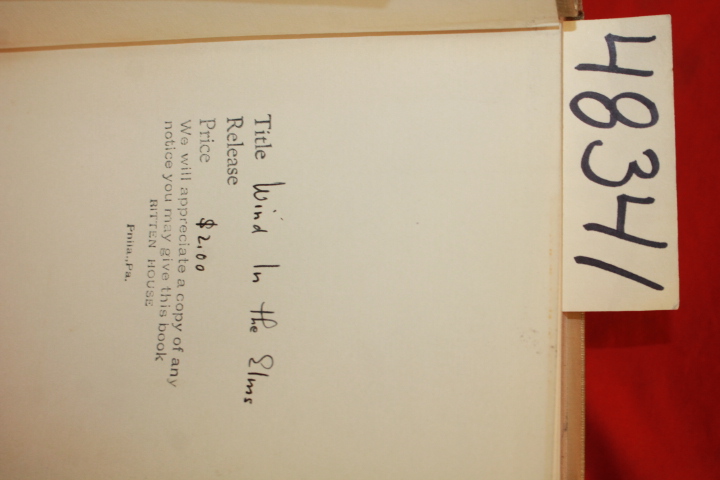 48341
Title Wind In the Elms
Release
Price $2.00
We will appreciate a copy of any
notice you may give this book
RITTEN HOUSE
Phila., Pa.